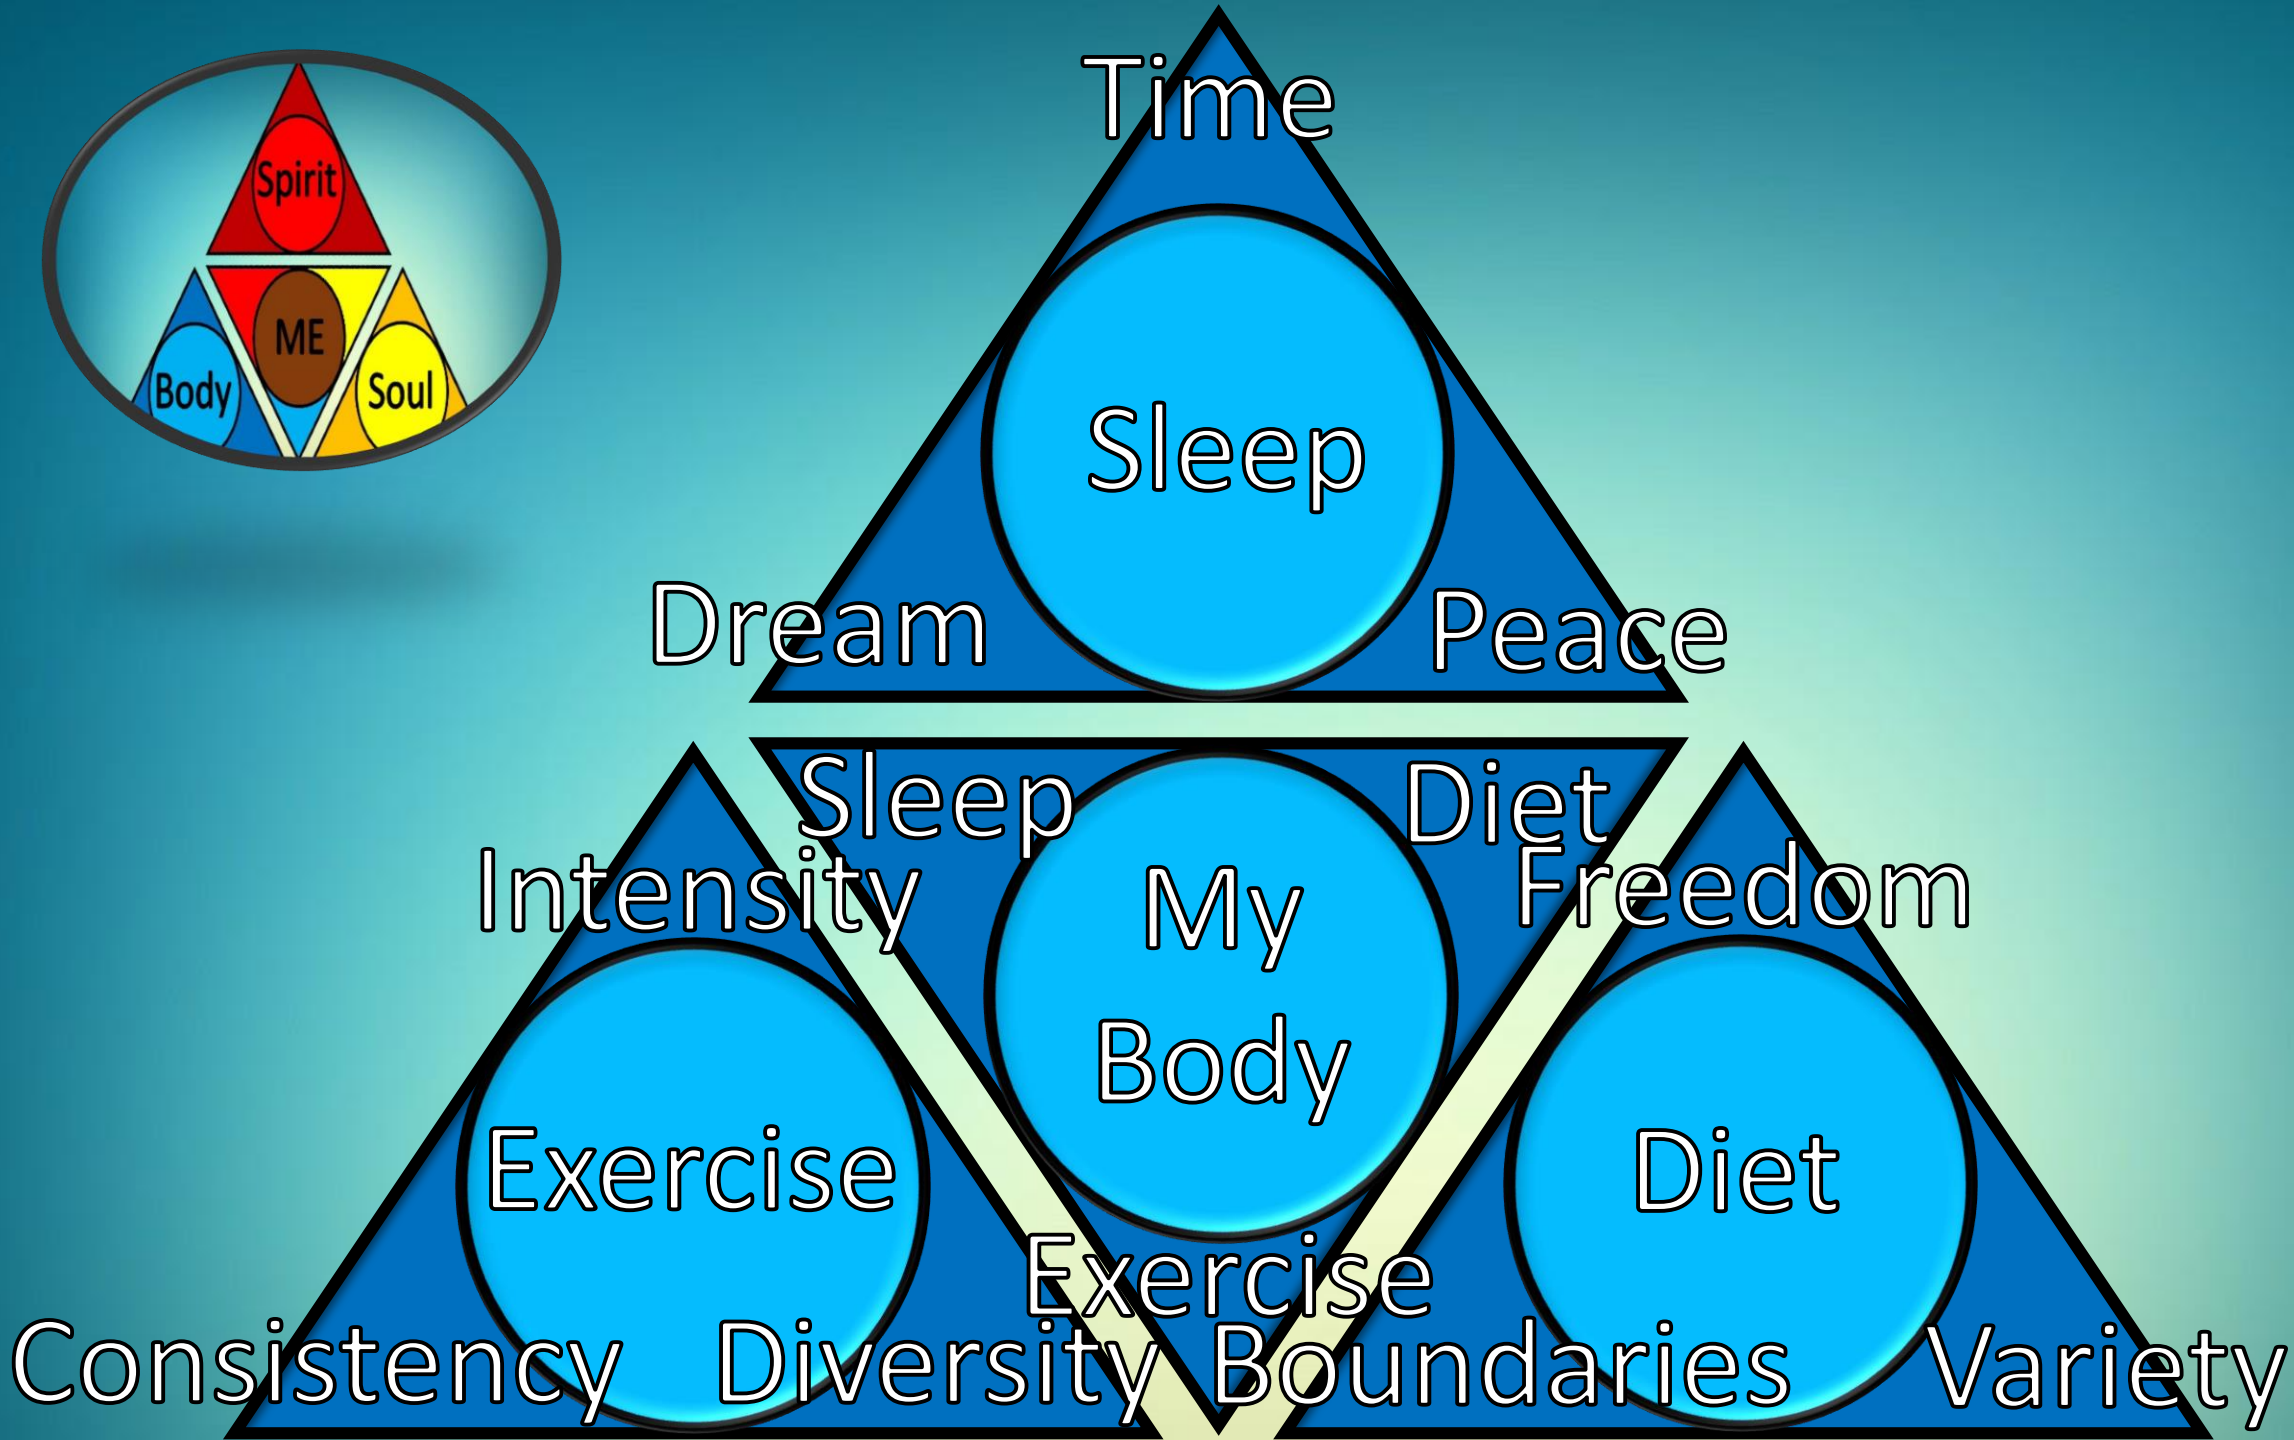 Spirit
ME
Body
Soul
Time
Sleep
Dream
Peace
Sleep
Diet
Intensity
Freedom
My
Body
Exercise
Diet
Exercise
Consistency
Diversity
Boundaries
Variety